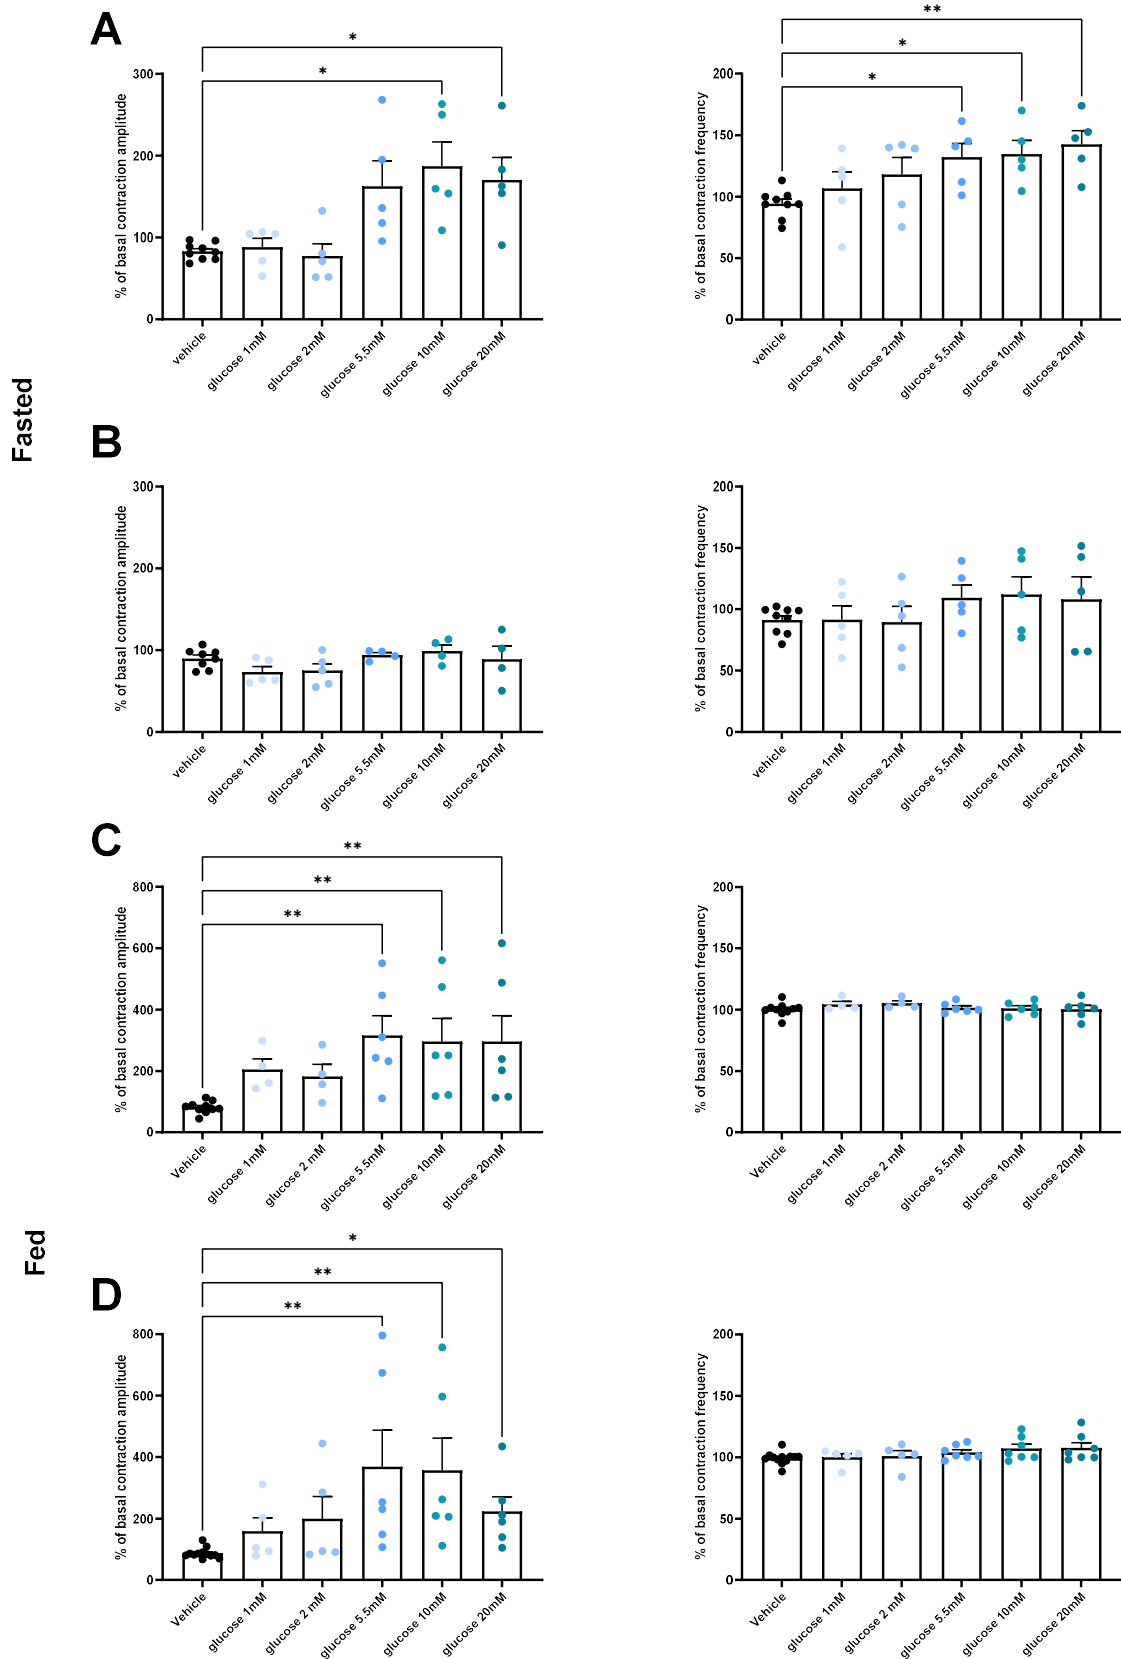 A
*
*
300
200
100
0
% of basal contraction amplitude
vehicle
glucose 1mM
glucose 2mM
glucose 5,5mM
glucose 10mM
glucose 20mM
**
*
*
200
150
100
50
0
% of basal contraction frequency
vehicle
glucose 1mM
glucose 2mM
glucose 5,5mM
glucose 10mM
glucose 20mM
Fasted
B
300
200
100
0
% of basal contraction amplitude
vehicle
glucose 1mM
glucose 2mM
glucose 5,5mM
glucose 10mM
glucose 20mM
200
150
100
50
0
% of basal contraction frequency
vehicle
glucose 1mM
glucose 2mM
glucose 5,5mM
glucose 10mM
glucose 20mM
C
**
**
**
800
600
400
200
0
% of basal contraction amplitude
Vehicle
glucose 1mM
glucose 2 mM
glucose 5.5mM
glucose 10mM
glucose 20mM
200
150
100
50
0
% of basal contraction frequency
Vehicle
glucose 1mM
glucose 2 mM
glucose 5.5mM
glucose 10mM
glucose 20mM
Fed
D
*
**
**
800
600
400
200
0
% of basal contraction amplitude
Vehicle
glucose 1mM
glucose 2 mM
glucose 5.5mM
glucose 10mM
glucose 20mM
200
150
100
50
0
% of basal contraction frequency
Vehicle
glucose 1mM
glucose 2 mM
glucose 5.5mM
glucose 10mM
glucose 20mM